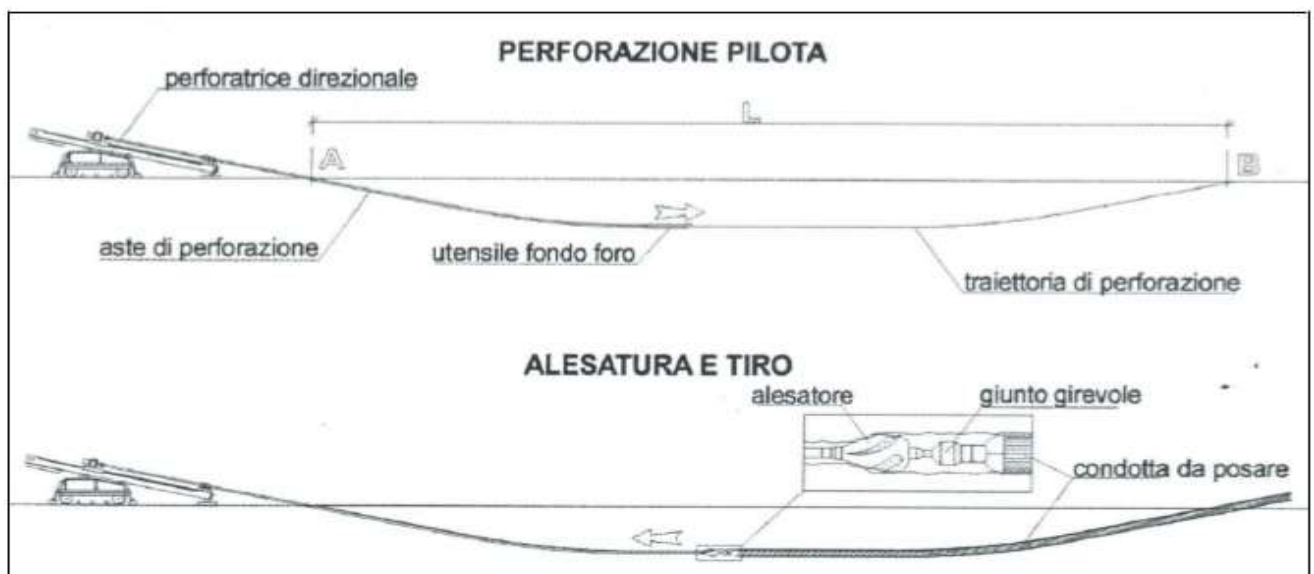 PERFORAZIONE PILOTA
perforatrice direzionale
L
A
B
aste di perforazione
utensile fondo foro
traiettoria di perforazione
ALESATURA E TIRO
alesatore
giunto girevole
condotta da posare